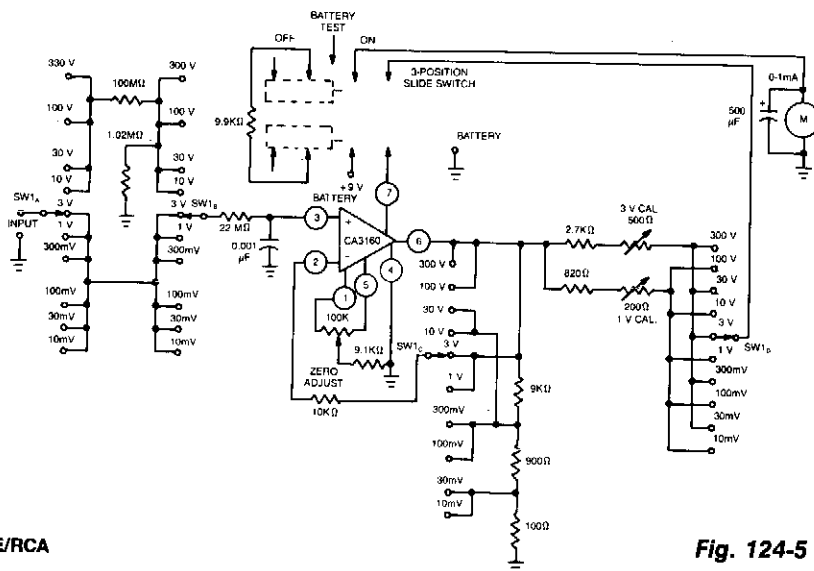 BATTERY
TEST
OFF
ON
3-POSITION
SLIDE SWITCH
0-1mA
500
μF
+
M
9.9KΩ
BATTERY
+9 V
BATTERY
330 V
100MΩ
300 V
100 V
100 V
1.02MΩ
30 V
30 V
10 V
10 V
SW1A
3 V
3 V
SW1B
INPUT
1 V
1 V
300mV
300mV
100mV
100mV
30mV
30mV
10mV
10mV
22 MΩ
0.001
μF
3
+
7
CA3160
6
2
−
4
1
5
100K
9.1KΩ
ZERO
ADJUST
10KΩ
300 V
100 V
30 V
10 V
SW1C
3 V
1 V
300mV
100mV
30mV
10mV
9KΩ
900Ω
100Ω
2.7KΩ
3 V CAL
500Ω
820Ω
200Ω
1 V CAL.
300 V
100 V
30 V
10 V
3 V
SW1D
1 V
300mV
100mV
30mV
10mV
E/RCA
Fig. 124-5